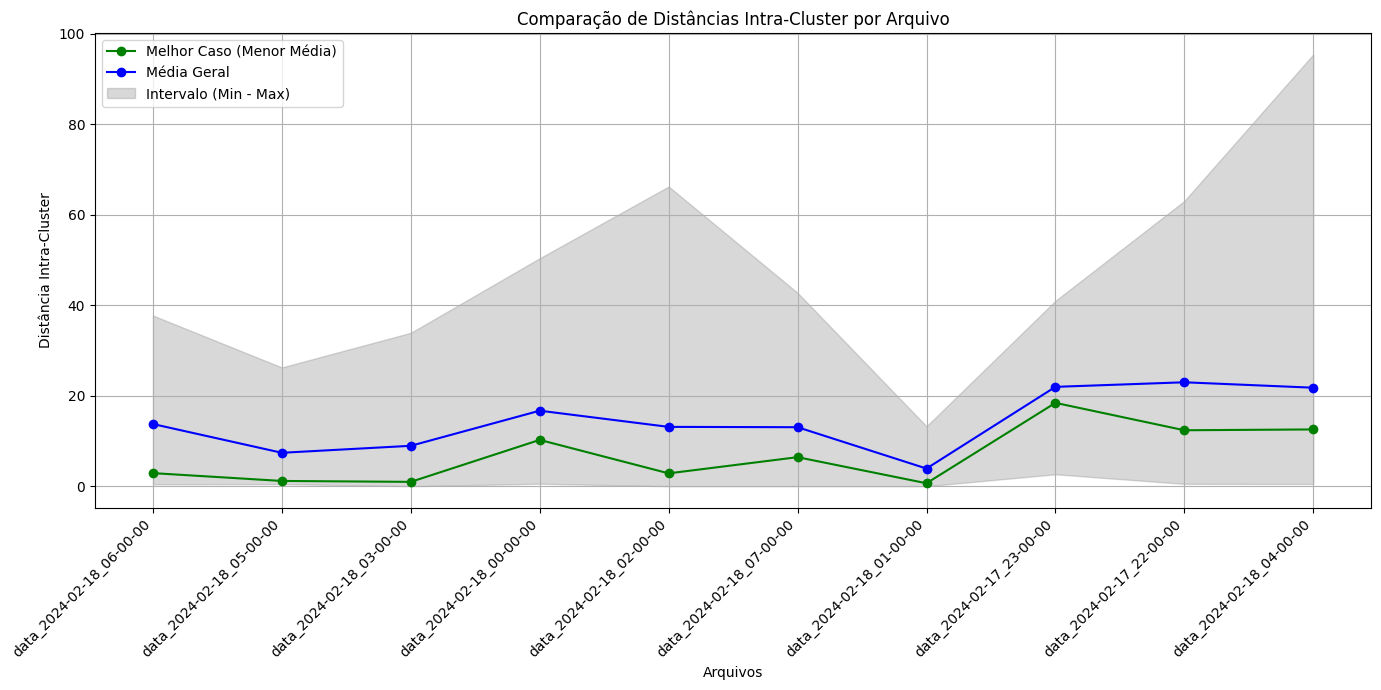 Comparação de Distâncias Intra-Cluster por Arquivo
Melhor Caso (Menor Média)
Média Geral
Intervalo (Min - Max)
Distância Intra-Cluster
100
80
60
40
20
0
data_2024-02-18_06-00-00
data_2024-02-18_05-00-00
data_2024-02-18_03-00-00
data_2024-02-18_00-00-00
data_2024-02-18_02-00-00
data_2024-02-18_07-00-00
data_2024-02-18_01-00-00
data_2024-02-17_23-00-00
data_2024-02-17_22-00-00
data_2024-02-18_04-00-00
Arquivos